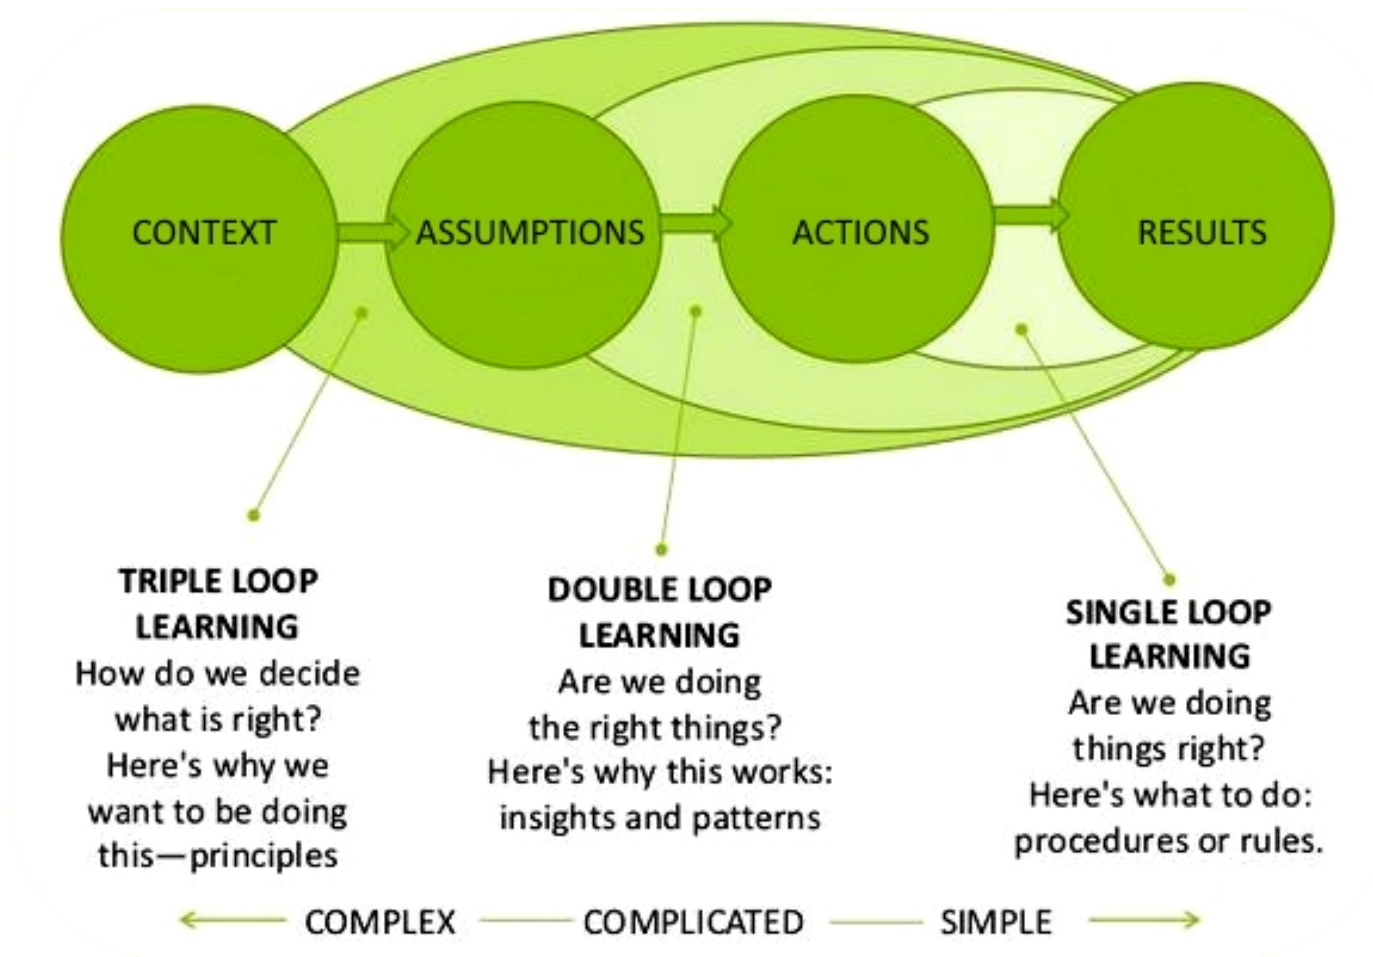 CONTEXT
ASSUMPTIONS
ACTIONS
RESULTS
TRIPLE LOOP
LEARNING
How do we decide
what is right?
Here's why we
want to be doing
this—principles
DOUBLE LOOP
LEARNING
Are we doing
the right things?
Here's why this works:
insights and patterns
SINGLE LOOP
LEARNING
Are we doing
things right?
Here's what to do:
procedures or rules.
COMPLEX
COMPLICATED
SIMPLE